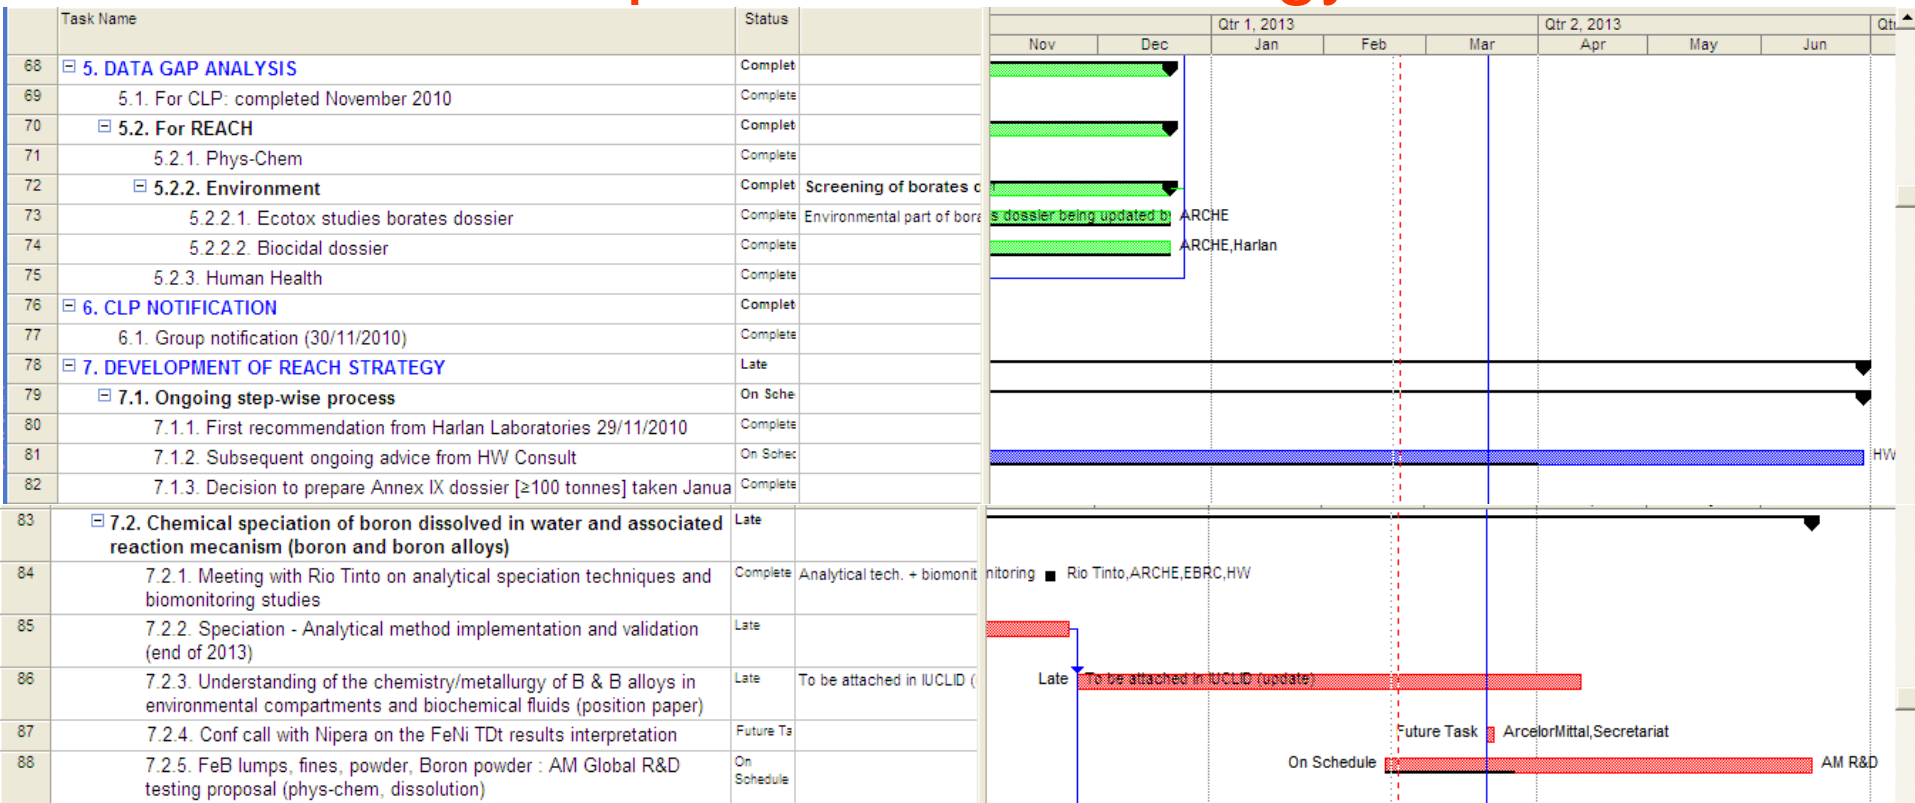 Task Name Status
Qtr 1, 2013 Qtr 2, 2013
Nov Dec Jan Feb Mar Apr May Jun
68 5. DATA GAP ANALYSIS Complet
69 5.1. For CLP: completed November 2010 Complete
70 5.2. For REACH Complet
71 5.2.1. Phys-Chem Complete
72 5.2.2. Environment Complet Screening of borates
73 5.2.2.1. Ecotox studies borates dossier Complete Environmental part of bora s dossier being updated by ARCHE
74 5.2.2.2. Biocidal dossier Complete ARCHE,Harlan
75 5.2.3. Human Health Complete
76 6. CLP NOTIFICATION Complet
77 6.1. Group notification (30/11/2010) Complete
78 7. DEVELOPMENT OF REACH STRATEGY Late
79 7.1. Ongoing step-wise process On Sche
80 7.1.1. First recommendation from Harlan Laboratories 29/11/2010 Complete
81 7.1.2. Subsequent ongoing advice from HW Consult On Sched HW
82 7.1.3. Decision to prepare Annex IX dossier [≥100 tonnes] taken Janua Complete
83 7.2. Chemical speciation of boron dissolved in water and associated Late
reaction mecanism (boron and boron alloys)
84 7.2.1. Meeting with Rio Tinto on analytical speciation techniques and Complete Analytical tech. + biomonit nitoring Rio Tinto,ARCHE,EBRC,HW
biomonitoring studies
85 7.2.2. Speciation - Analytical method implementation and validation Late
(end of 2013)
86 7.2.3. Understanding of the chemistry/metallurgy of B & B alloys in Late To be attached in IUCLID ( Late To be attached in IUCLID (update)
environmental compartments and biochemical fluids (position paper)
87 7.2.4. Conf call with Nipera on the FeNi TDt results interpretation Future Ta Future Task ArcelorMittal,Secretariat
88 7.2.5. FeB lumps, fines, powder, Boron powder : AM Global R&D On Schedule On Schedule AM R&D
testing proposal (phys-chem, dissolution)